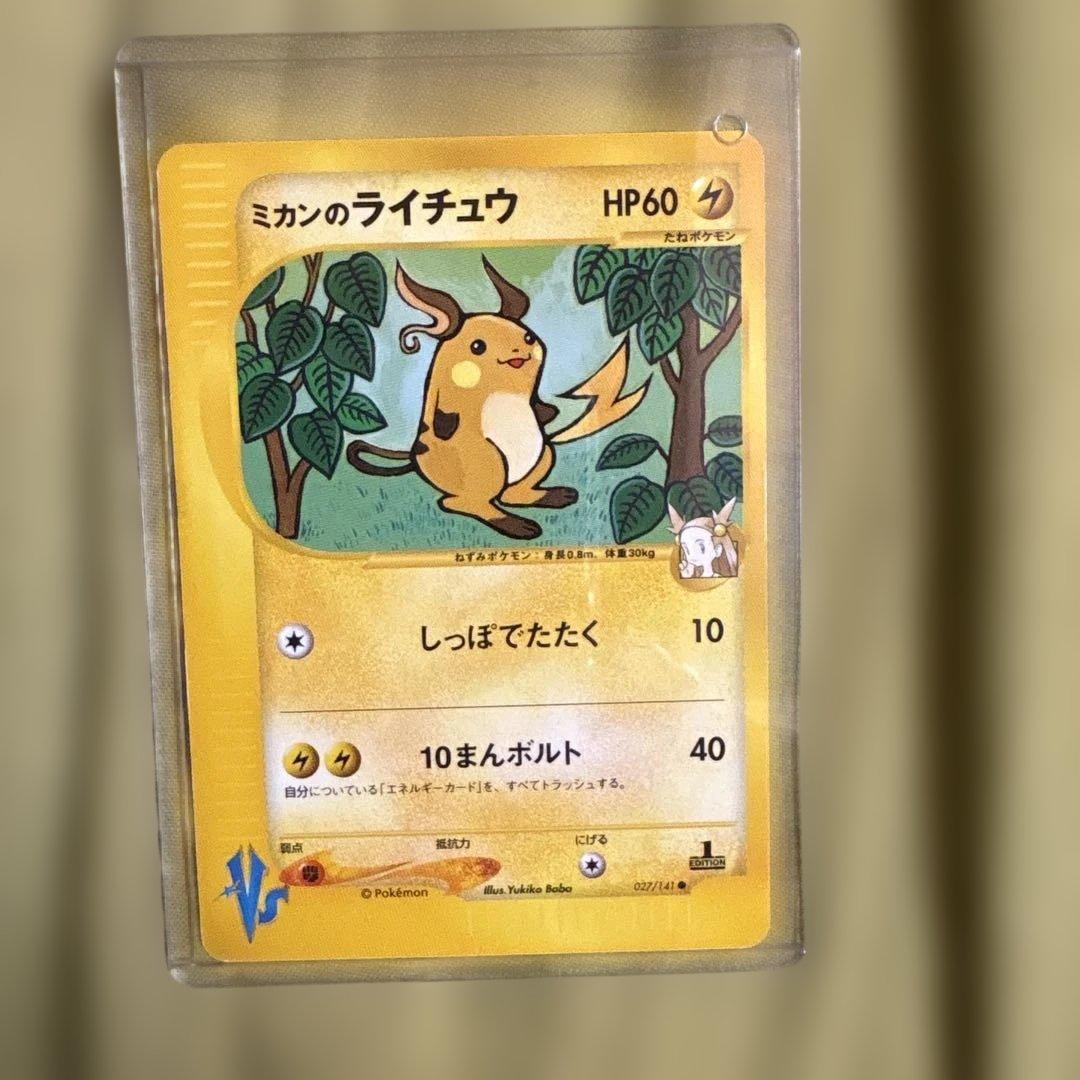 ミカンのライチュウ HP60
たねポケモン
ねずみポケモン：身長0.8m、体重30kg
しっぽでたたく 10
10まんボルト 40
自分についている「エネルギーカード」を、すべてトラッシュする。
弱点 抵抗力 にげる
1
EDITION
VS
© Pokémon Illus. Yukiko Baba 027/141 ●